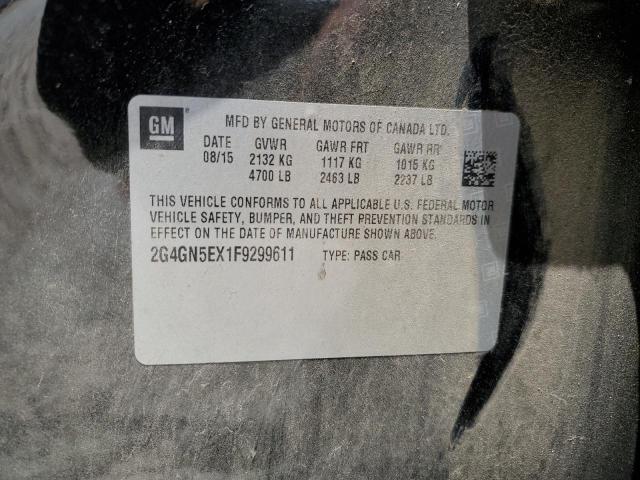 GM MFD BY GENERAL MOTORS OF CANADA LTD.
DATE GVWR GAWR FRT GAWR RR
08/15 2132 KG 1117 KG 1015 KG
4700 LB 2463 LB 2237 LB
THIS VEHICLE CONFORMS TO ALL APPLICABLE U.S. FEDERAL MOTOR
VEHICLE SAFETY, BUMPER, AND THEFT PREVENTION STANDARDS IN
EFFECT ON THE DATE OF MANUFACTURE SHOWN ABOVE.
2G4GN5EX1F9299611 TYPE: PASS CAR